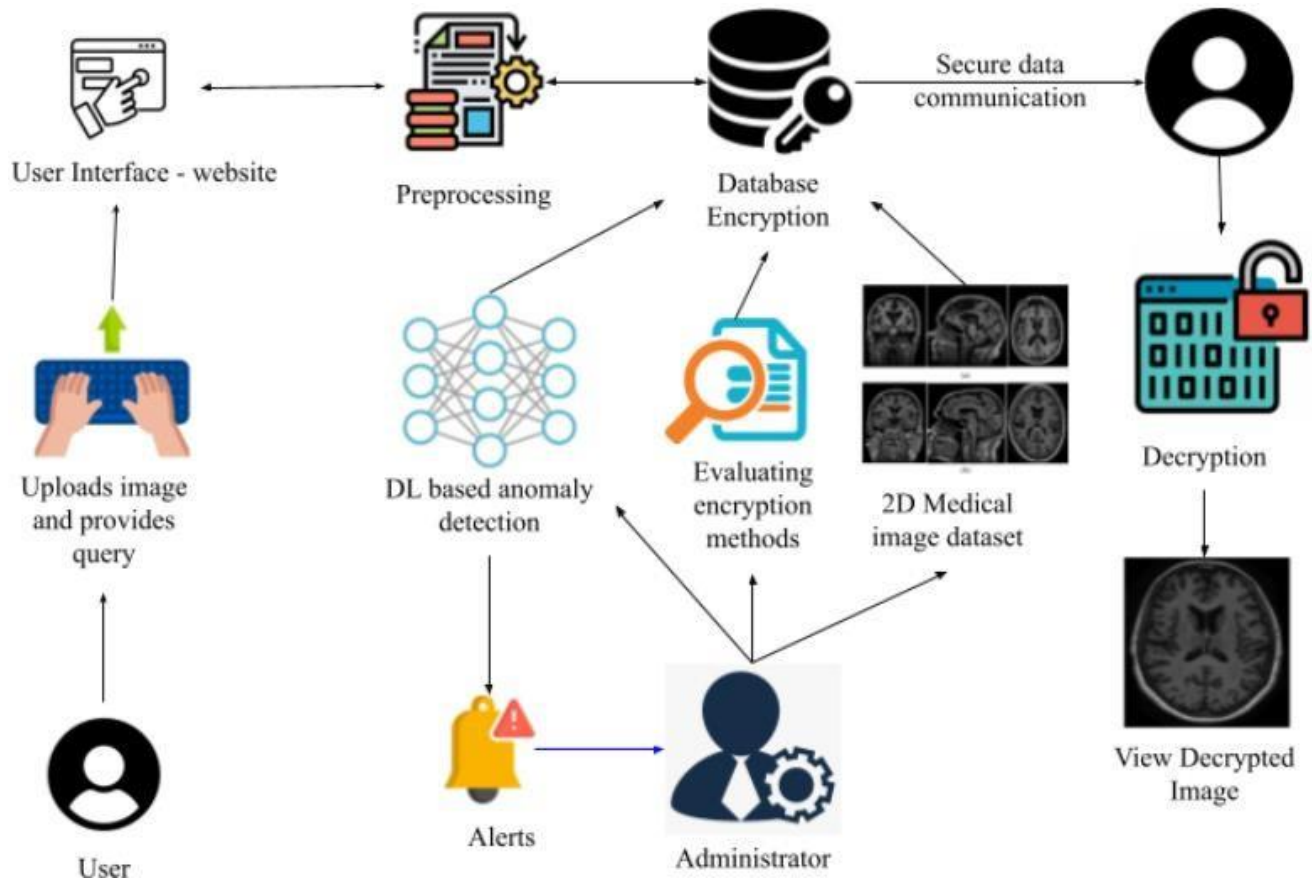 Secure data
communication
User Interface - website
Preprocessing
Database
Encryption
Uploads image
and provides
query
DL based anomaly
detection
Evaluating
encryption
methods
2D Medical
image dataset
Decryption
View Decrypted
Image
Alerts
Administrator
User